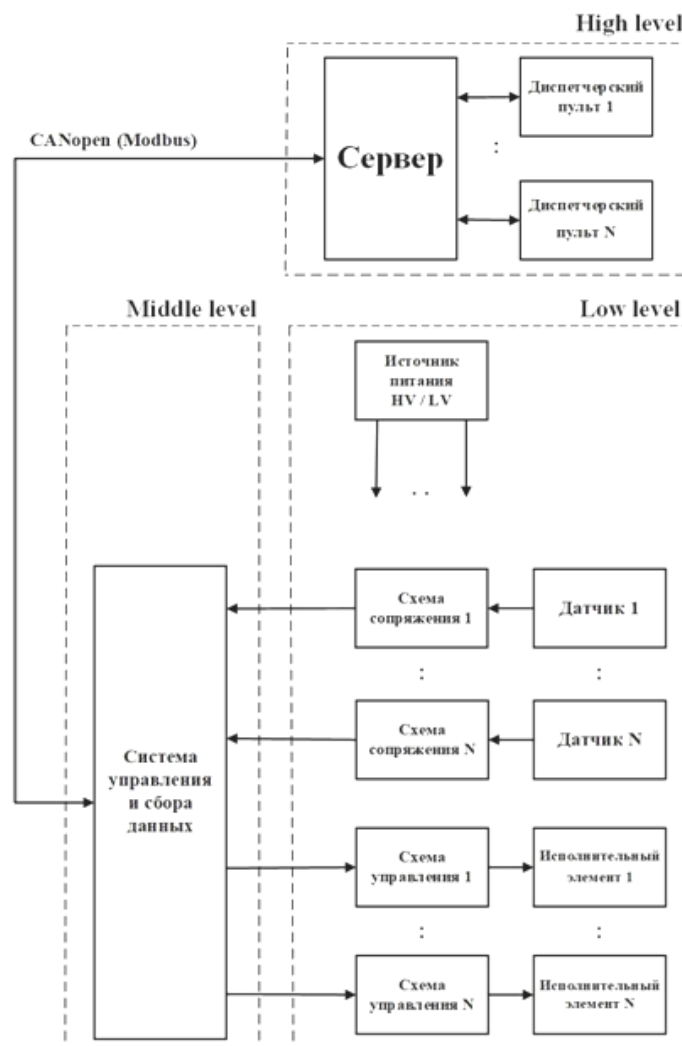 High level
Диспетчерский
пульт 1
CANopen (Modbus)
Сервер
:
Диспетчерский
пульт N
Middle level
Low level
Источник
питания
HV / LV
. .
Схема
сопряжения 1
Датчик 1
:
:
Схема
сопряжения N
Датчик N
Система
управления
и сбора
данных
Схема
управления 1
Исполнительный
элемент 1
:
:
Схема
управления N
Исполнительный
элемент N